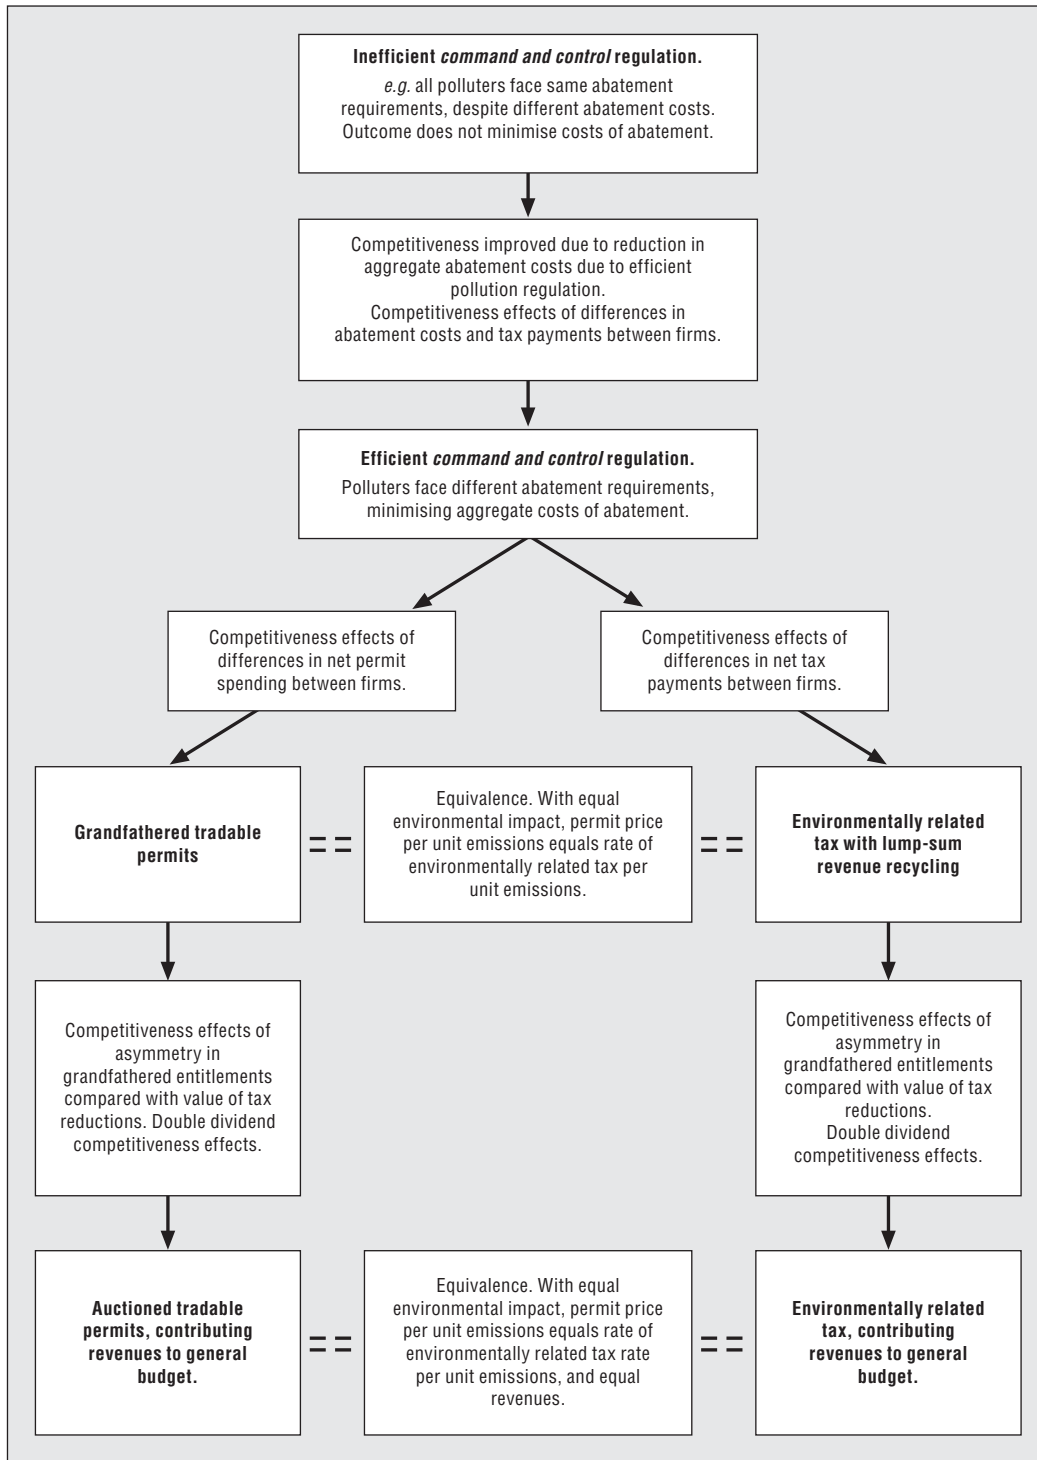 Inefficient command and control regulation.
e.g. all polluters face same abatement
requirements, despite different abatement costs.
Outcome does not minimise costs of abatement.
Competitiveness improved due to reduction in
aggregate abatement costs due to efficient
pollution regulation.
Competitiveness effects of differences in
abatement costs and tax payments between firms.
Efficient command and control regulation.
Polluters face different abatement requirements,
minimising aggregate costs of abatement.
Competitiveness effects of
differences in net permit
spending between firms.
Competitiveness effects of
differences in net tax
payments between firms.
Grandfathered tradable
permits
Equivalence. With equal
environmental impact, permit price
per unit emissions equals rate of
environmentally related tax per
unit emissions.
Environmentally related
tax with lump-sum
revenue recycling
Competitiveness effects of
asymmetry in
grandfathered entitlements
compared with value of tax
reductions. Double dividend
competitiveness effects.
Competitiveness effects of
asymmetry in
grandfathered entitlements
compared with value of tax
reductions.
Double dividend
competitiveness effects.
Auctioned tradable
permits, contributing
revenues to general
budget.
Equivalence. With equal
environmental impact, permit price
per unit emissions equals rate of
environmentally related tax rate
per unit emissions, and equal
revenues.
Environmentally related
tax, contributing
revenues to general
budget.